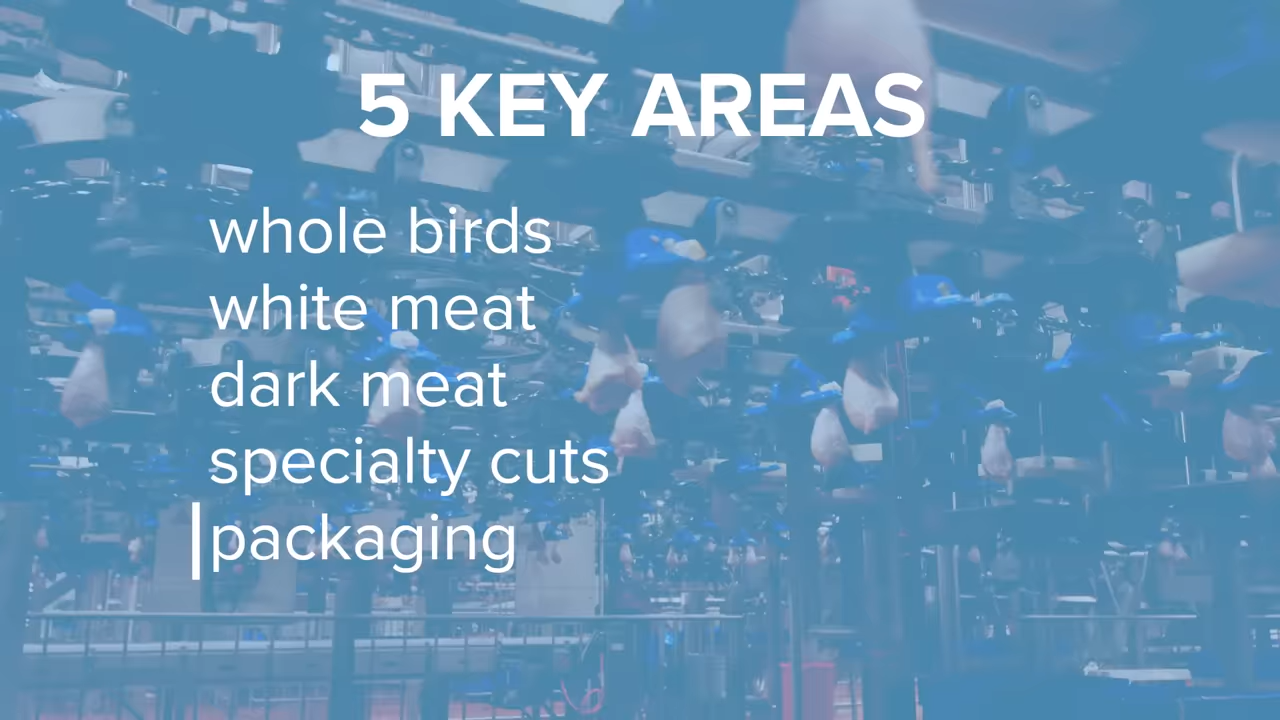 5 KEY AREAS
whole birds
white meat
dark meat
specialty cuts
packaging